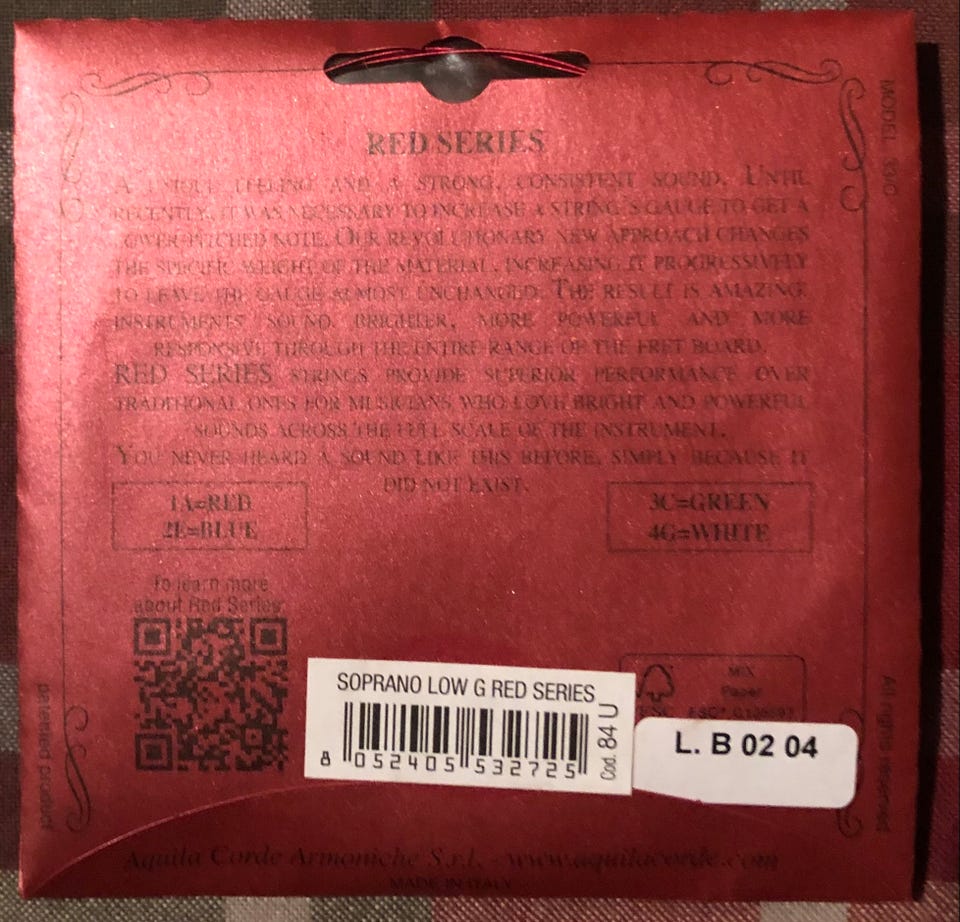 RED SERIES
A UNIQUE FEELING AND A STRONG, CONSISTENT SOUND. UNTIL
RECENTLY, IT WAS NECESSARY TO INCREASE A STRING'S GAUGE TO GET A
LOWER-PITCHED NOTE. OUR REVOLUTIONARY NEW APPROACH CHANGES
THE SPECIFIC WEIGHT OF THE MATERIAL, INCREASING IT PROGRESSIVELY
TO LEAVE THE GAUGE ALMOST UNCHANGED. THE RESULT IS AMAZING:
INSTRUMENTS SOUND BRIGHTER, MORE POWERFUL AND MORE
RESPONSIVE THROUGH THE ENTIRE RANGE OF THE FRET BOARD.
RED SERIES STRINGS PROVIDE SUPERIOR PERFORMANCE OVER
TRADITIONAL ONES FOR MUSICIANS WHO LOVE BRIGHT AND POWERFUL
SOUNDS ACROSS THE FULL SCALE OF THE INSTRUMENT.
YOU NEVER HEARD A SOUND LIKE THIS BEFORE, SIMPLY BECAUSE IT
DID NOT EXIST.
1A=RED
2E=BLUE
3C=GREEN
4G=WHITE
To learn more
about Red Series:
SOPRANO LOW G RED SERIES
8 052405 532725
Cod. 84 U
MIX
Paper
FSC
L. B 02 04
Aquila Corde Armoniche S.r.l. - www.aquilacorde.com
MADE IN ITALY
patented product
MODEL
All rights reserved